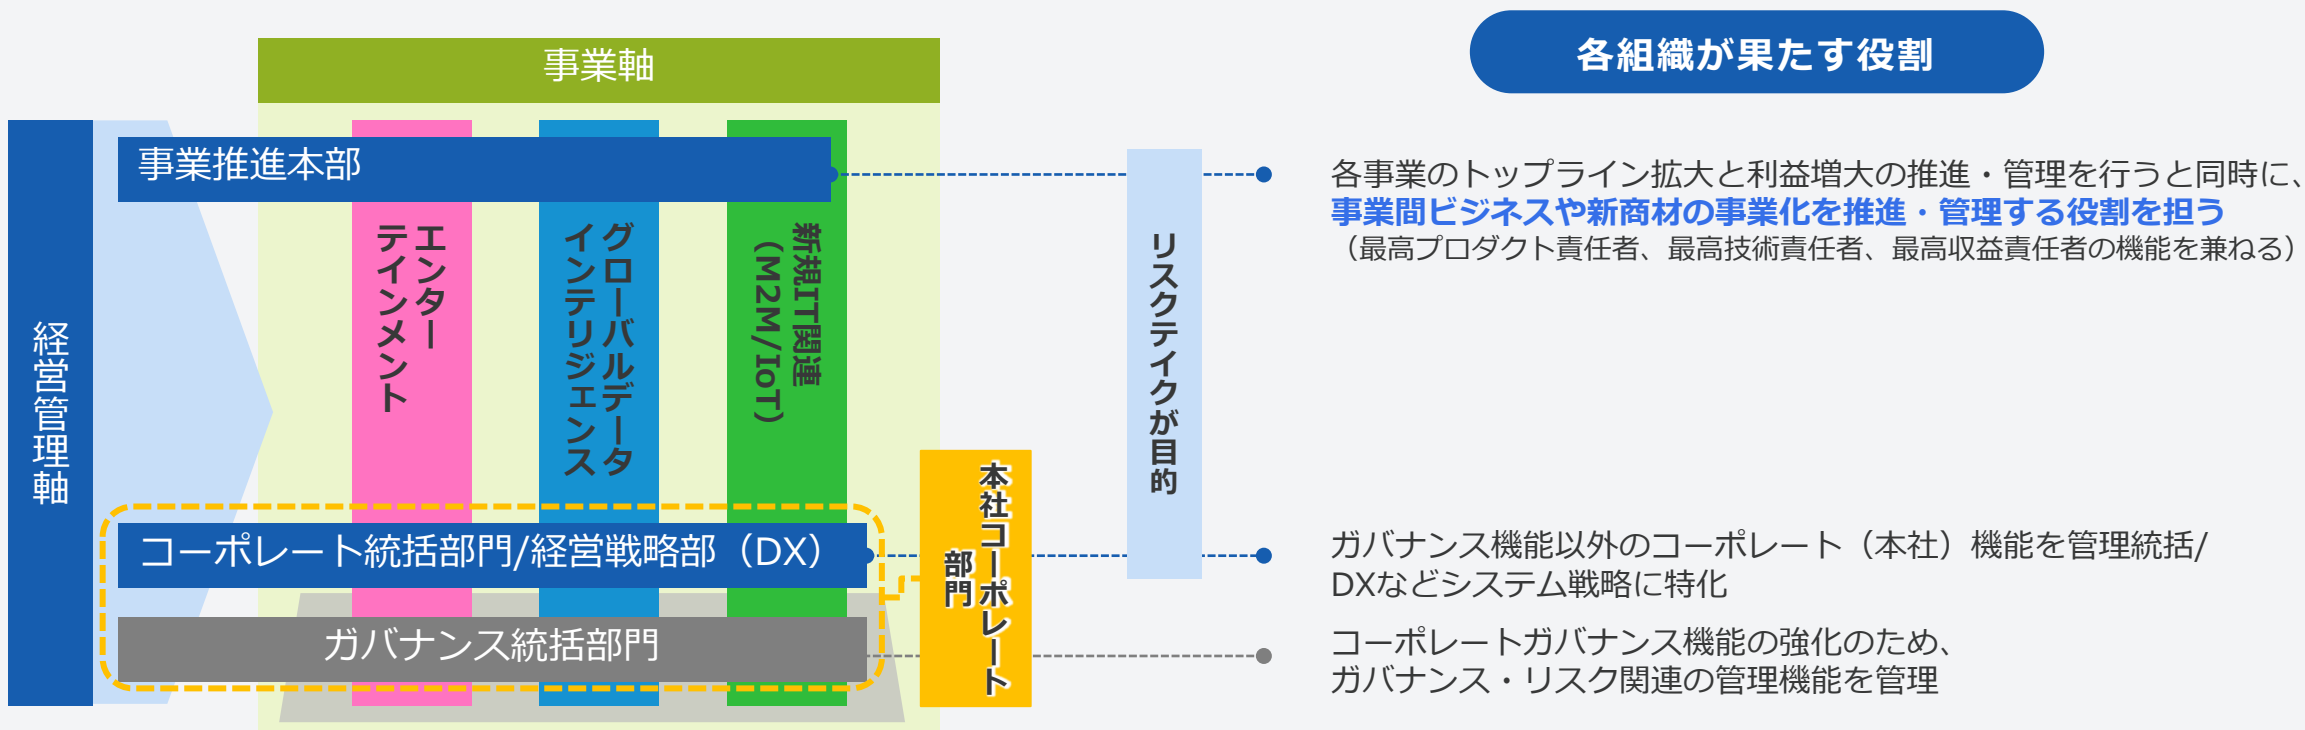 各組織が果たす役割
事業軸
経営管理軸
事業推進本部
エンター
テインメント
グローバルデータ
インテリジェンス
新規IT関連
（M2M/IoT）
コーポレート統括部門/経営戦略部（DX）
ガバナンス統括部門
本社コーポレート
部門
リスクテイクが目的
各事業のトップライン拡大と利益増大の推進・管理を行うと同時に、
事業間ビジネスや新商材の事業化を推進・管理する役割を担う
（最高プロダクト責任者、最高技術責任者、最高収益責任者の機能を兼ねる）
ガバナンス機能以外のコーポレート（本社）機能を管理統括/
DXなどシステム戦略に特化
コーポレートガバナンス機能の強化のため、
ガバナンス・リスク関連の管理機能を管理